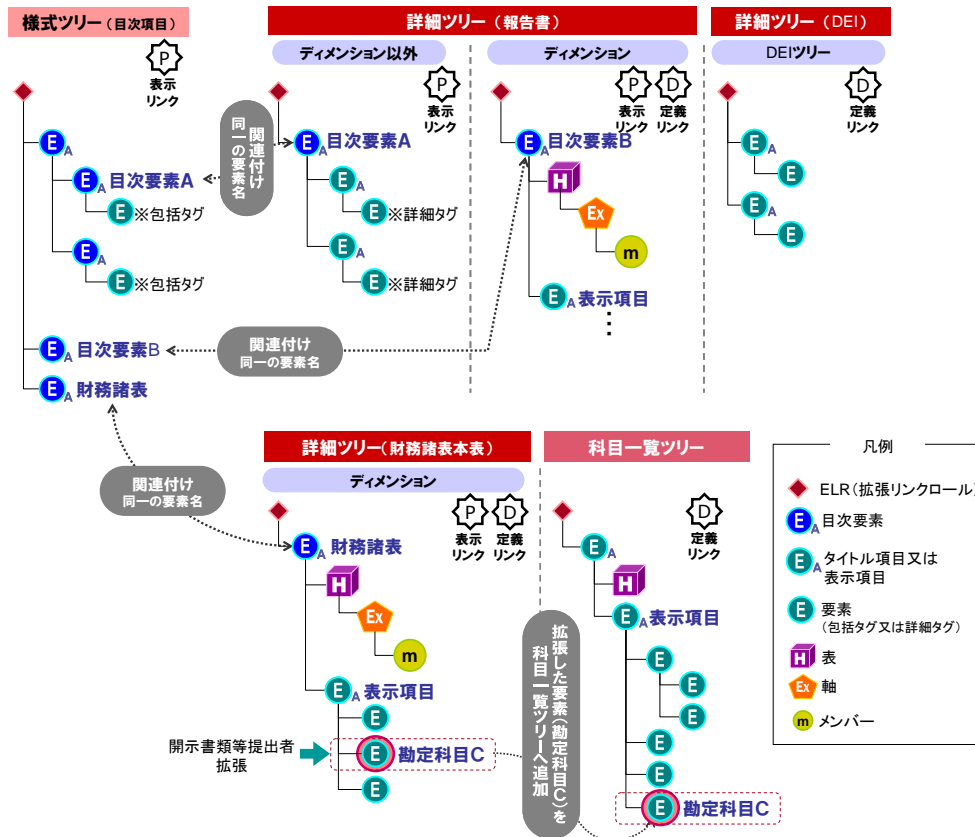 様式ツリー(目次項目)
P
表示
リンク
E A
E A 目次要素A
E ※包括タグ
E A
E ※包括タグ
E A 目次要素B
E A 財務諸表
関連付け
同一の要素名
詳細ツリー(報告書)
ディメンション以外
P
表示
リンク
E A 目次要素A
E A
E ※詳細タグ
E A
E ※詳細タグ
ディメンション
P
表示
リンク
D
定義
リンク
E A 目次要素B
H
Ex
m
E A 表示項目
関連付け
同一の要素名
詳細ツリー(DEI)
DEIツリー
D
定義
リンク
E A
E
E A
E
関連付け
同一の要素名
詳細ツリー(財務諸表本表)
ディメンション
P
表示
リンク
D
定義
リンク
E A 財務諸表
H
Ex
m
E A 表示項目
E
開示書類等提出者
拡張
E 勘定科目C
E
拡張した要素(勘定科目C)を
科目一覧ツリーへ追加
科目一覧ツリー
D
定義
リンク
E A
H
E A 表示項目
E
E
E
E
E
E 勘定科目C
凡例
ELR(拡張リンクロール)
E A 目次要素
E A タイトル項目又は
表示項目
E 要素
(包括タグ又は詳細タグ)
H 表
Ex 軸
m メンバー